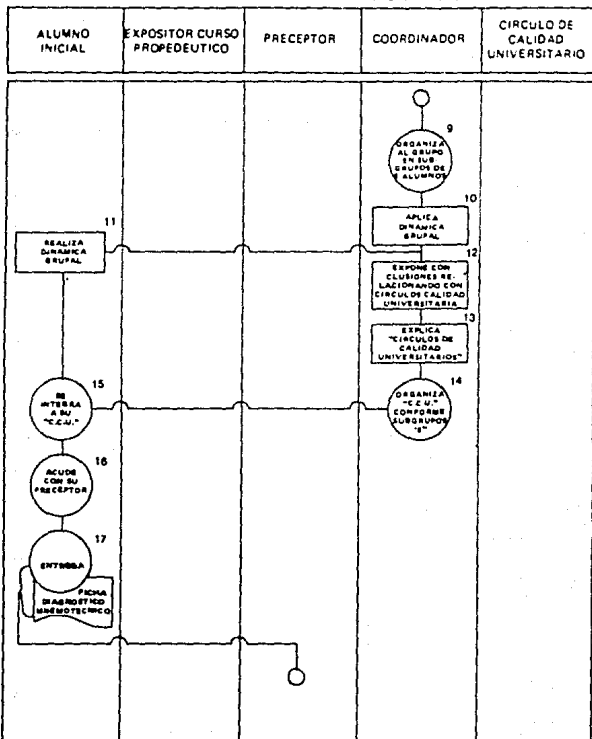 ALUMNO
INICIAL
EXPOSITOR CURSO
PROPEDEUTICO
PRECEPTOR
COORDINADOR
CIRCULO DE
CALIDAD
UNIVERSITARIO
9
ORGANIZA
AL GRUPO
EN SUB-
GRUPOS DE
ALUMNOS
10
APLICA
DINAMICA
GRUPAL
11
REALIZA
DINAMICA
GRUPAL
12
EXPONE CON
CLUSIONES RE-
LACIONANDO CON
CIRCULOS CALIDAD
UNIVERSITARIA
13
EXPLICA
"CIRCULOS DE
CALIDAD
UNIVERSITARIOS"
14
ORGANIZA
"C.C.U."
CONFORME
SUBGRUPOS
15
SE
INTEGRA
A SU
"C.C.U."
16
ACUDE
CON SU
PRECEPTOR
17
ENTREGA
FICHA
DIAGNOSTICO
MNEMOTECNICO